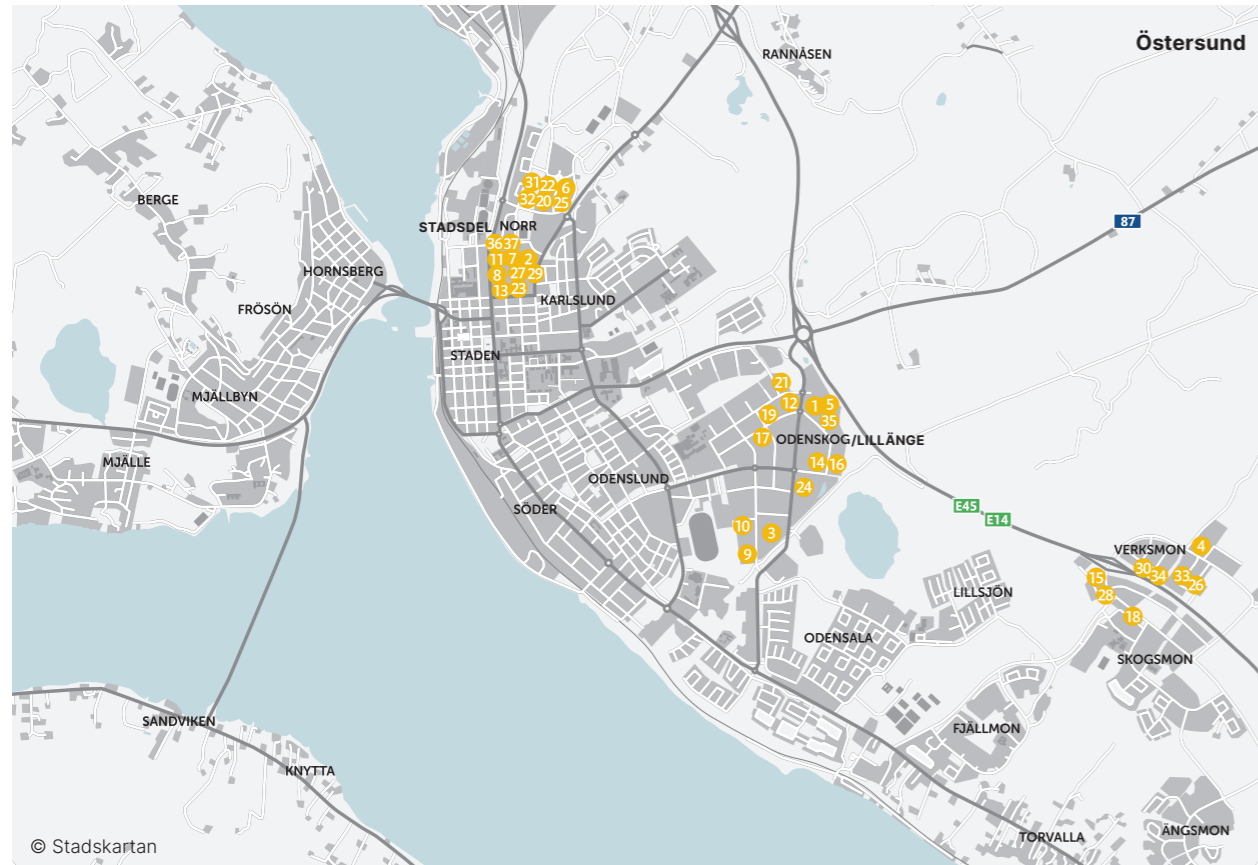 Östersund
RANNÅSEN
BERGE
31 22 6
32 20 25
87
STADSDEL NORR
36 37
11 7 2
HORNSBERG
8 27 29
13 23
KARLSLUND
FRÖSÖN
STADEN
MJÄLLBYN
21
12 1 5
19 35
17 ODENSKOG/LILLÄNGE
MJÄLLE
14 16
ODENSLUND
24
SÖDER
E45
E14
10 3
9
VERKSMON 4
30 34 33 26
15
28
18
LILLSJÖN
ODENSALA
SKOGSMON
SANDVIKEN
FJÄLLMON
KNYTTA
TORVALLA
ÄNGSMON
© Stadskartan